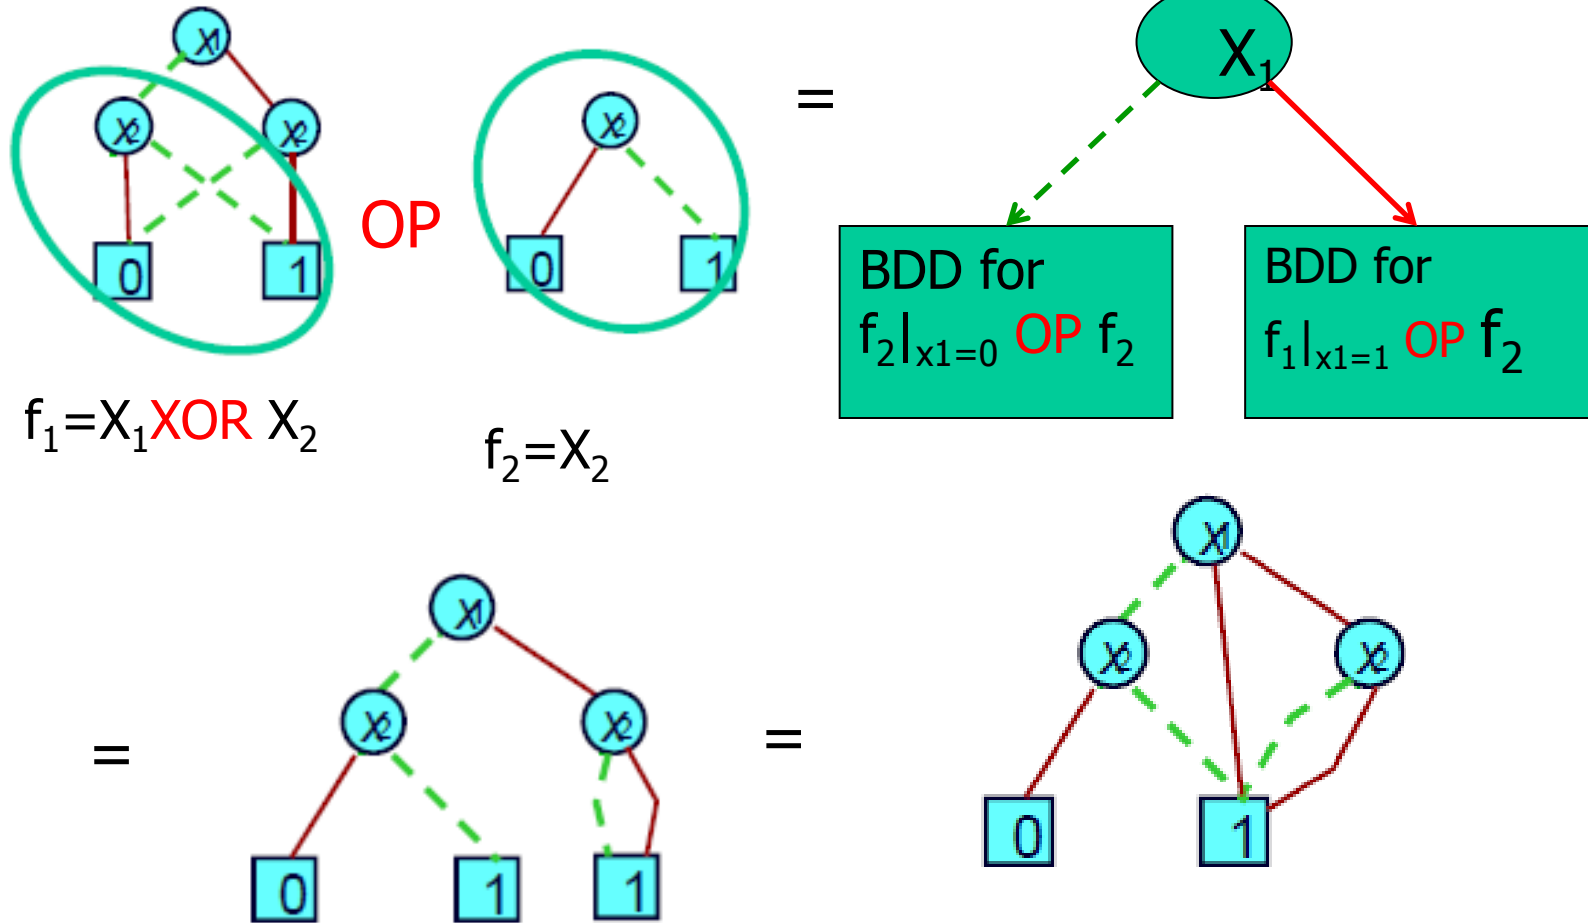 X1
X2 X2
0 1
OP
X2
0 1
=
X₁
BDD for
f₂|ₓ₁₌₀ OP f₂
BDD for
f₁|ₓ₁₌₁ OP f₂
f₁=X₁XOR X₂
f₂=X₂
=
X1
X2 X2
0 1 1
=
X1
X2 X2
0 1